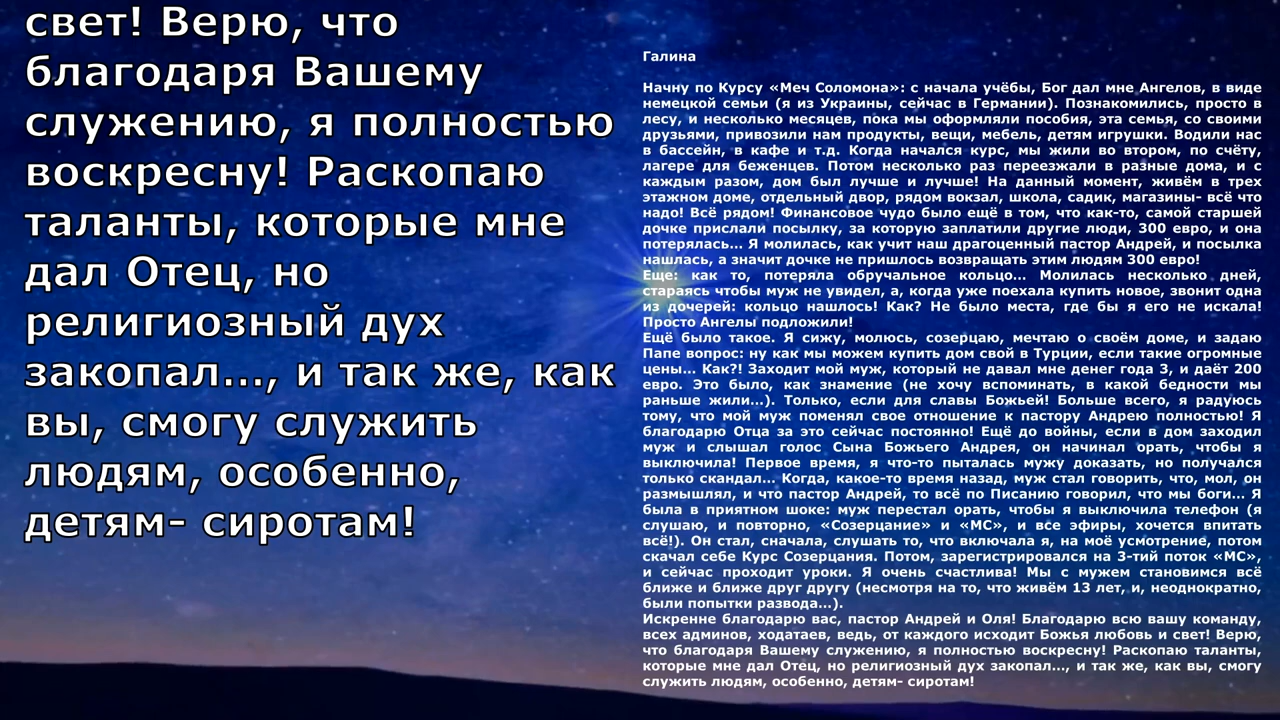 свет! Верю, что
благодаря Вашему
служению, я полностью
воскресну! Раскопаю
таланты, которые мне
дал Отец, но
религиозный дух
закопал..., и так же, как
вы, смогу служить
людям, особенно,
детям- сиротам!
Галина
Начну по Курсу «Меч Соломона»: с начала учёбы, Бог дал мне Ангелов, в виде
немецкой семьи (я из Украины, сейчас в Германии). Познакомились, просто в
лесу, и несколько месяцев, пока мы оформляли пособия, эта семья, со своими
друзьями, привозили нам продукты, вещи, мебель, детям игрушки. Водили нас
в бассейн, в кафе и т.д. Когда начался курс, мы жили во втором, по счёту,
лагере для беженцев. Потом несколько раз переезжали в разные дома, и с
каждым разом, дом был лучше и лучше! На данный момент, живём в трех
этажном доме, отдельный двор, рядом вокзал, школа, садик, магазины- всё что
надо! Всё рядом! Финансовое чудо было ещё в том, что как-то, самой старшей
дочке прислали посылку, за которую заплатили другие люди, 300 евро, и она
потерялась... Я молилась, как учит наш драгоценный пастор Андрей, и посылка
нашлась, а значит дочке не пришлось возвращать этим людям 300 евро!
Еще: как то, потеряла обручальное кольцо... Молилась несколько дней,
стараясь чтобы муж не увидел, а, когда уже поехала купить новое, звонит одна
из дочерей: кольцо нашлось! Как? Не было места, где бы я его не искала!
Просто Ангелы подложили!
Ещё было такое. Я сижу, молюсь, созерцаю, мечтаю о своём доме, и задаю
Папе вопрос: ну как мы можем купить дом свой в Турции, если такие огромные
цены... Как?! Заходит мой муж, который не давал мне денег года 3, и даёт 200
евро. Это было, как знамение (не хочу вспоминать, в какой бедности мы
раньше жили...). Только, если для славы Божьей! Больше всего, я радуюсь
тому, что мой муж поменял свое отношение к пастору Андрею полностью! Я
благодарю Отца за это сейчас постоянно! Ещё до войны, если в дом заходил
муж и слышал голос Сына Божьего Андрея, он начинал орать, чтобы я
выключила! Первое время, я что-то пыталась мужу доказать, но получался
только скандал... Когда, какое-то время назад, муж стал говорить, что, мол, он
размышлял, и что пастор Андрей, то всё по Писанию говорил, что мы боги... Я
была в приятном шоке: муж перестал орать, чтобы я выключила телефон (я
слушаю, и повторно, «Созерцание» и «МС», и все эфиры, хочется впитать
всё!). Он стал, сначала, слушать то, что включала я, на моё усмотрение, потом
скачал себе Курс Созерцания. Потом, зарегистрировался на 3-тий поток «МС»,
и сейчас проходит уроки. Я очень счастлива! Мы с мужем становимся всё
ближе и ближе друг другу (несмотря на то, что живём 13 лет, и, неоднократно,
были попытки развода...).
Искренне благодарю вас, пастор Андрей и Оля! Благодарю всю вашу команду,
всех админов, ходатаев, ведь, от каждого исходит Божья любовь и свет! Верю,
что благодаря Вашему служению, я полностью воскресну! Раскопаю таланты,
которые мне дал Отец, но религиозный дух закопал..., и так же, как вы, смогу
служить людям, особенно, детям- сиротам!